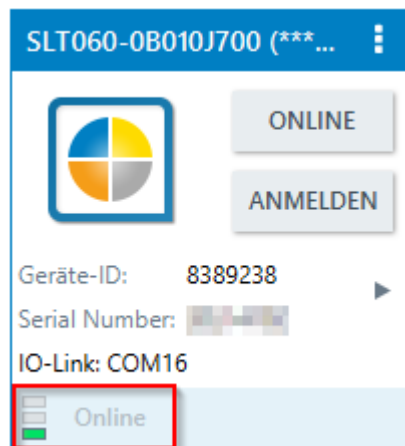 SLT060-0B010J700 (***...
ONLINE
ANMELDEN
Geräte-ID: 8389238
Serial Number:
IO-Link: COM16
Online